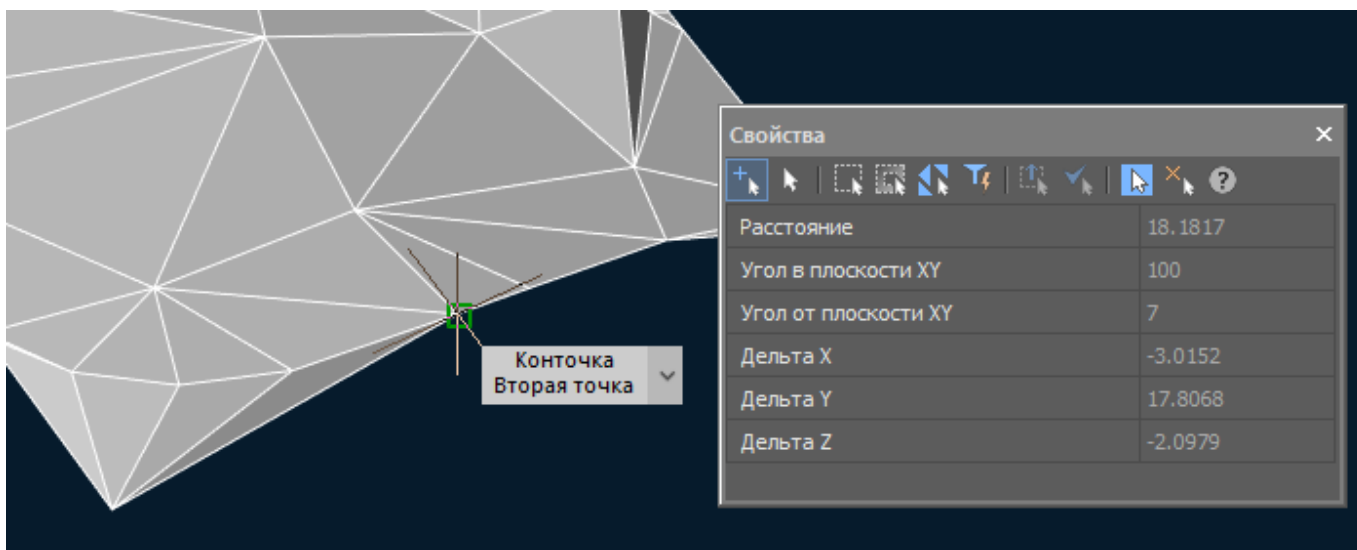 Свойства
Расстояние 18.1817
Угол в плоскости XY 100
Угол от плоскости XY 7
Дельта X -3.0152
Дельта Y 17.8068
Дельта Z -2.0979
Конточка
Вторая точка